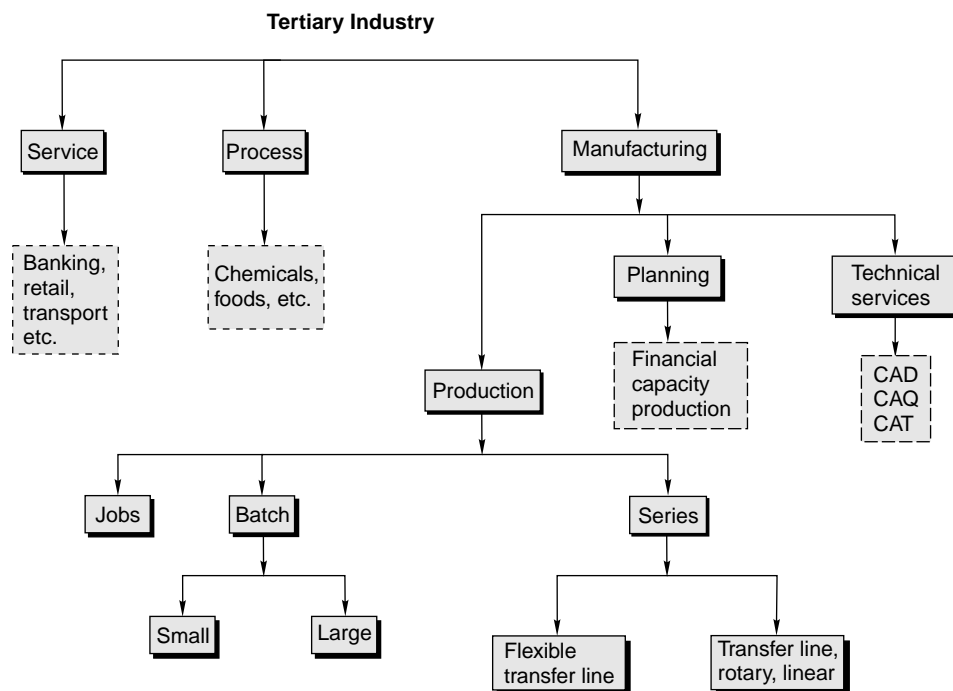 Tertiary Industry
Service
Process
Manufacturing
Banking,
retail,
transport
etc.
Chemicals,
foods, etc.
Planning
Technical
services
Financial
capacity
production
CAD
CAQ
CAT
Production
Jobs
Batch
Series
Small
Large
Flexible
transfer line
Transfer line,
rotary, linear